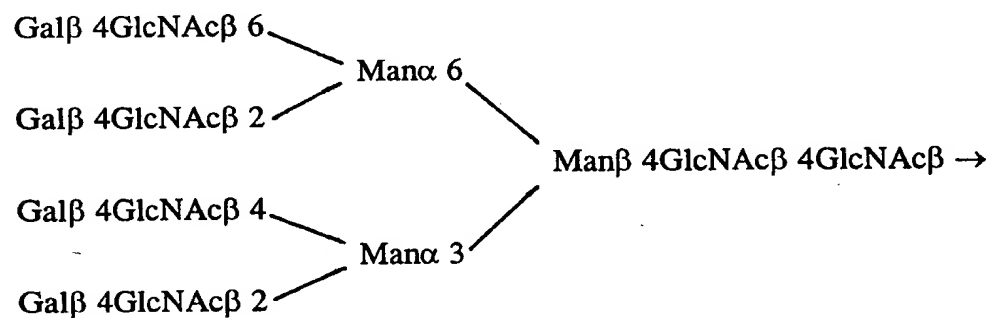 Galβ 4GlcNAcβ 6
Manα 6
Galβ 4GlcNAcβ 2
Manβ 4GlcNAcβ 4GlcNAcβ →
Galβ 4GlcNAcβ 4
Manα 3
Galβ 4GlcNAcβ 2